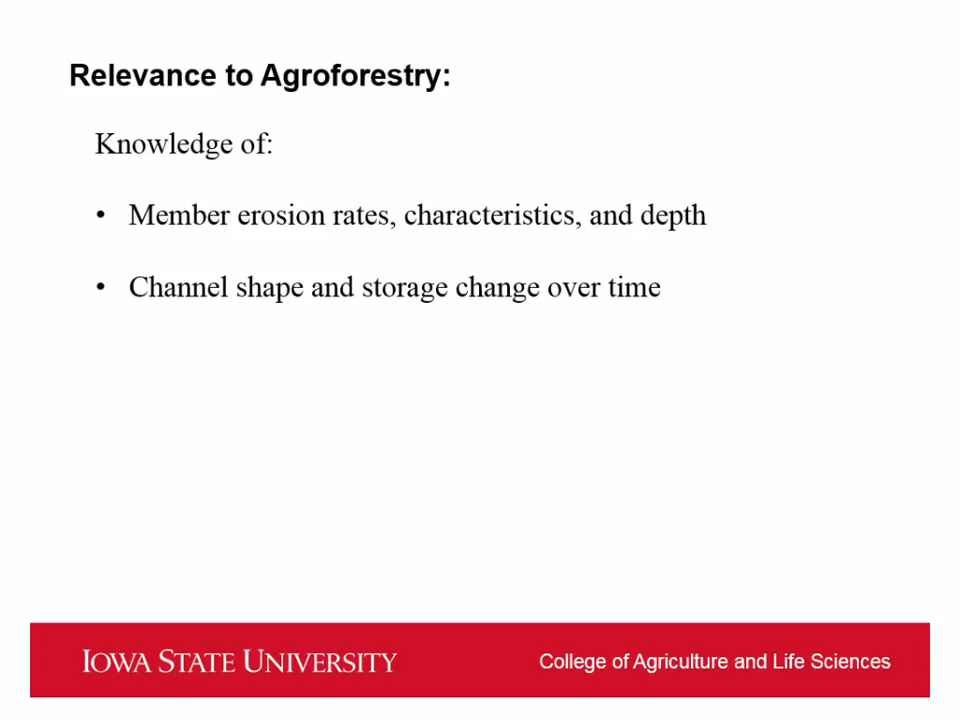 Relevance to Agroforestry:
Knowledge of:
• Member erosion rates, characteristics, and depth
• Channel shape and storage change over time
IOWA STATE UNIVERSITY
College of Agriculture and Life Sciences